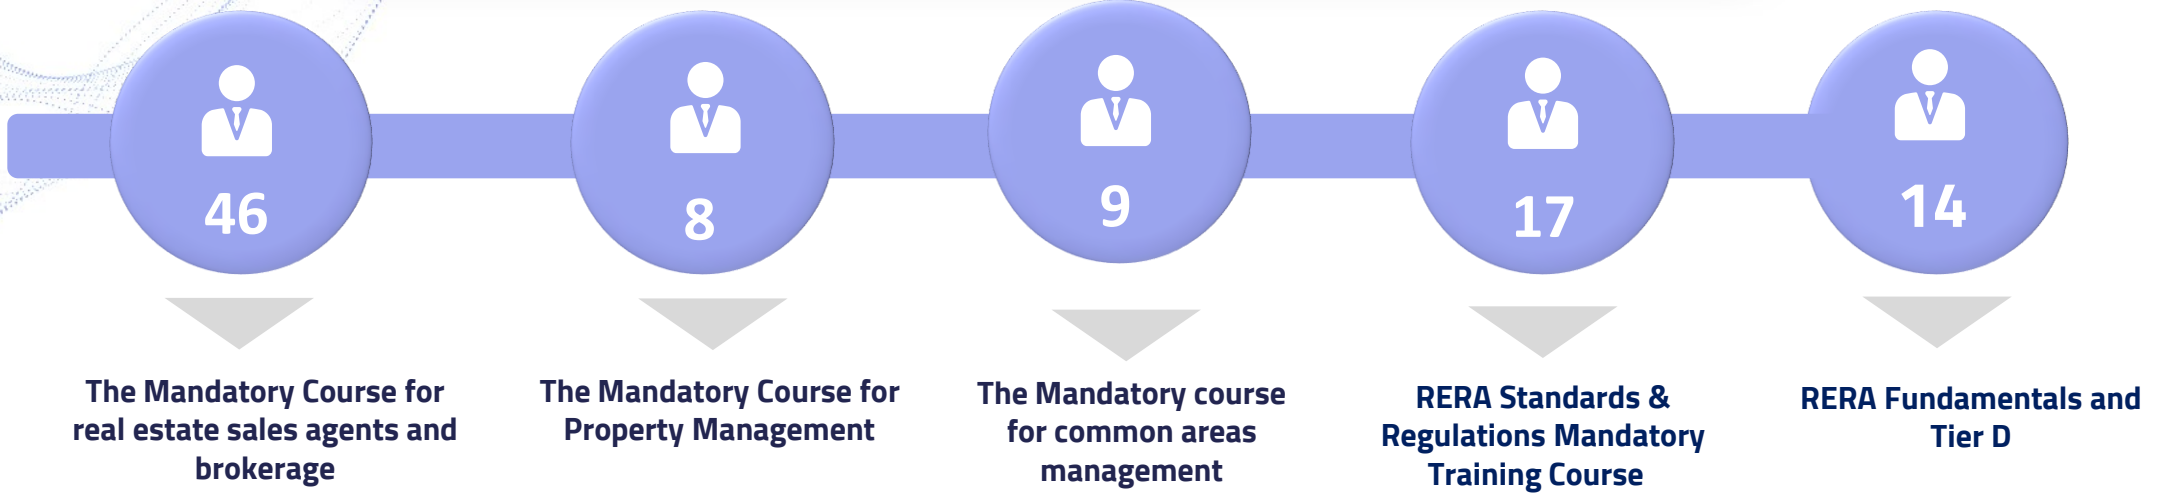 46
The Mandatory Course for
real estate sales agents and
brokerage
8
The Mandatory Course for
Property Management
9
The Mandatory course
for common areas
management
17
RERA Standards &
Regulations Mandatory
Training Course
14
RERA Fundamentals and
Tier D